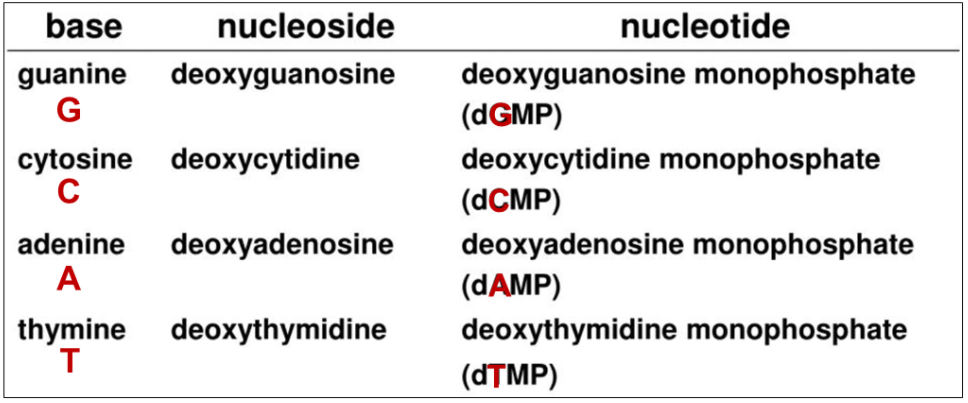 base nucleoside nucleotide
guanine deoxyguanosine deoxyguanosine monophosphate
G (dGMP)
cytosine deoxycytidine deoxycytidine monophosphate
C (dCMP)
adenine deoxyadenosine deoxyadenosine monophosphate
A (dAMP)
thymine deoxythymidine deoxythymidine monophosphate
T (dTMP)